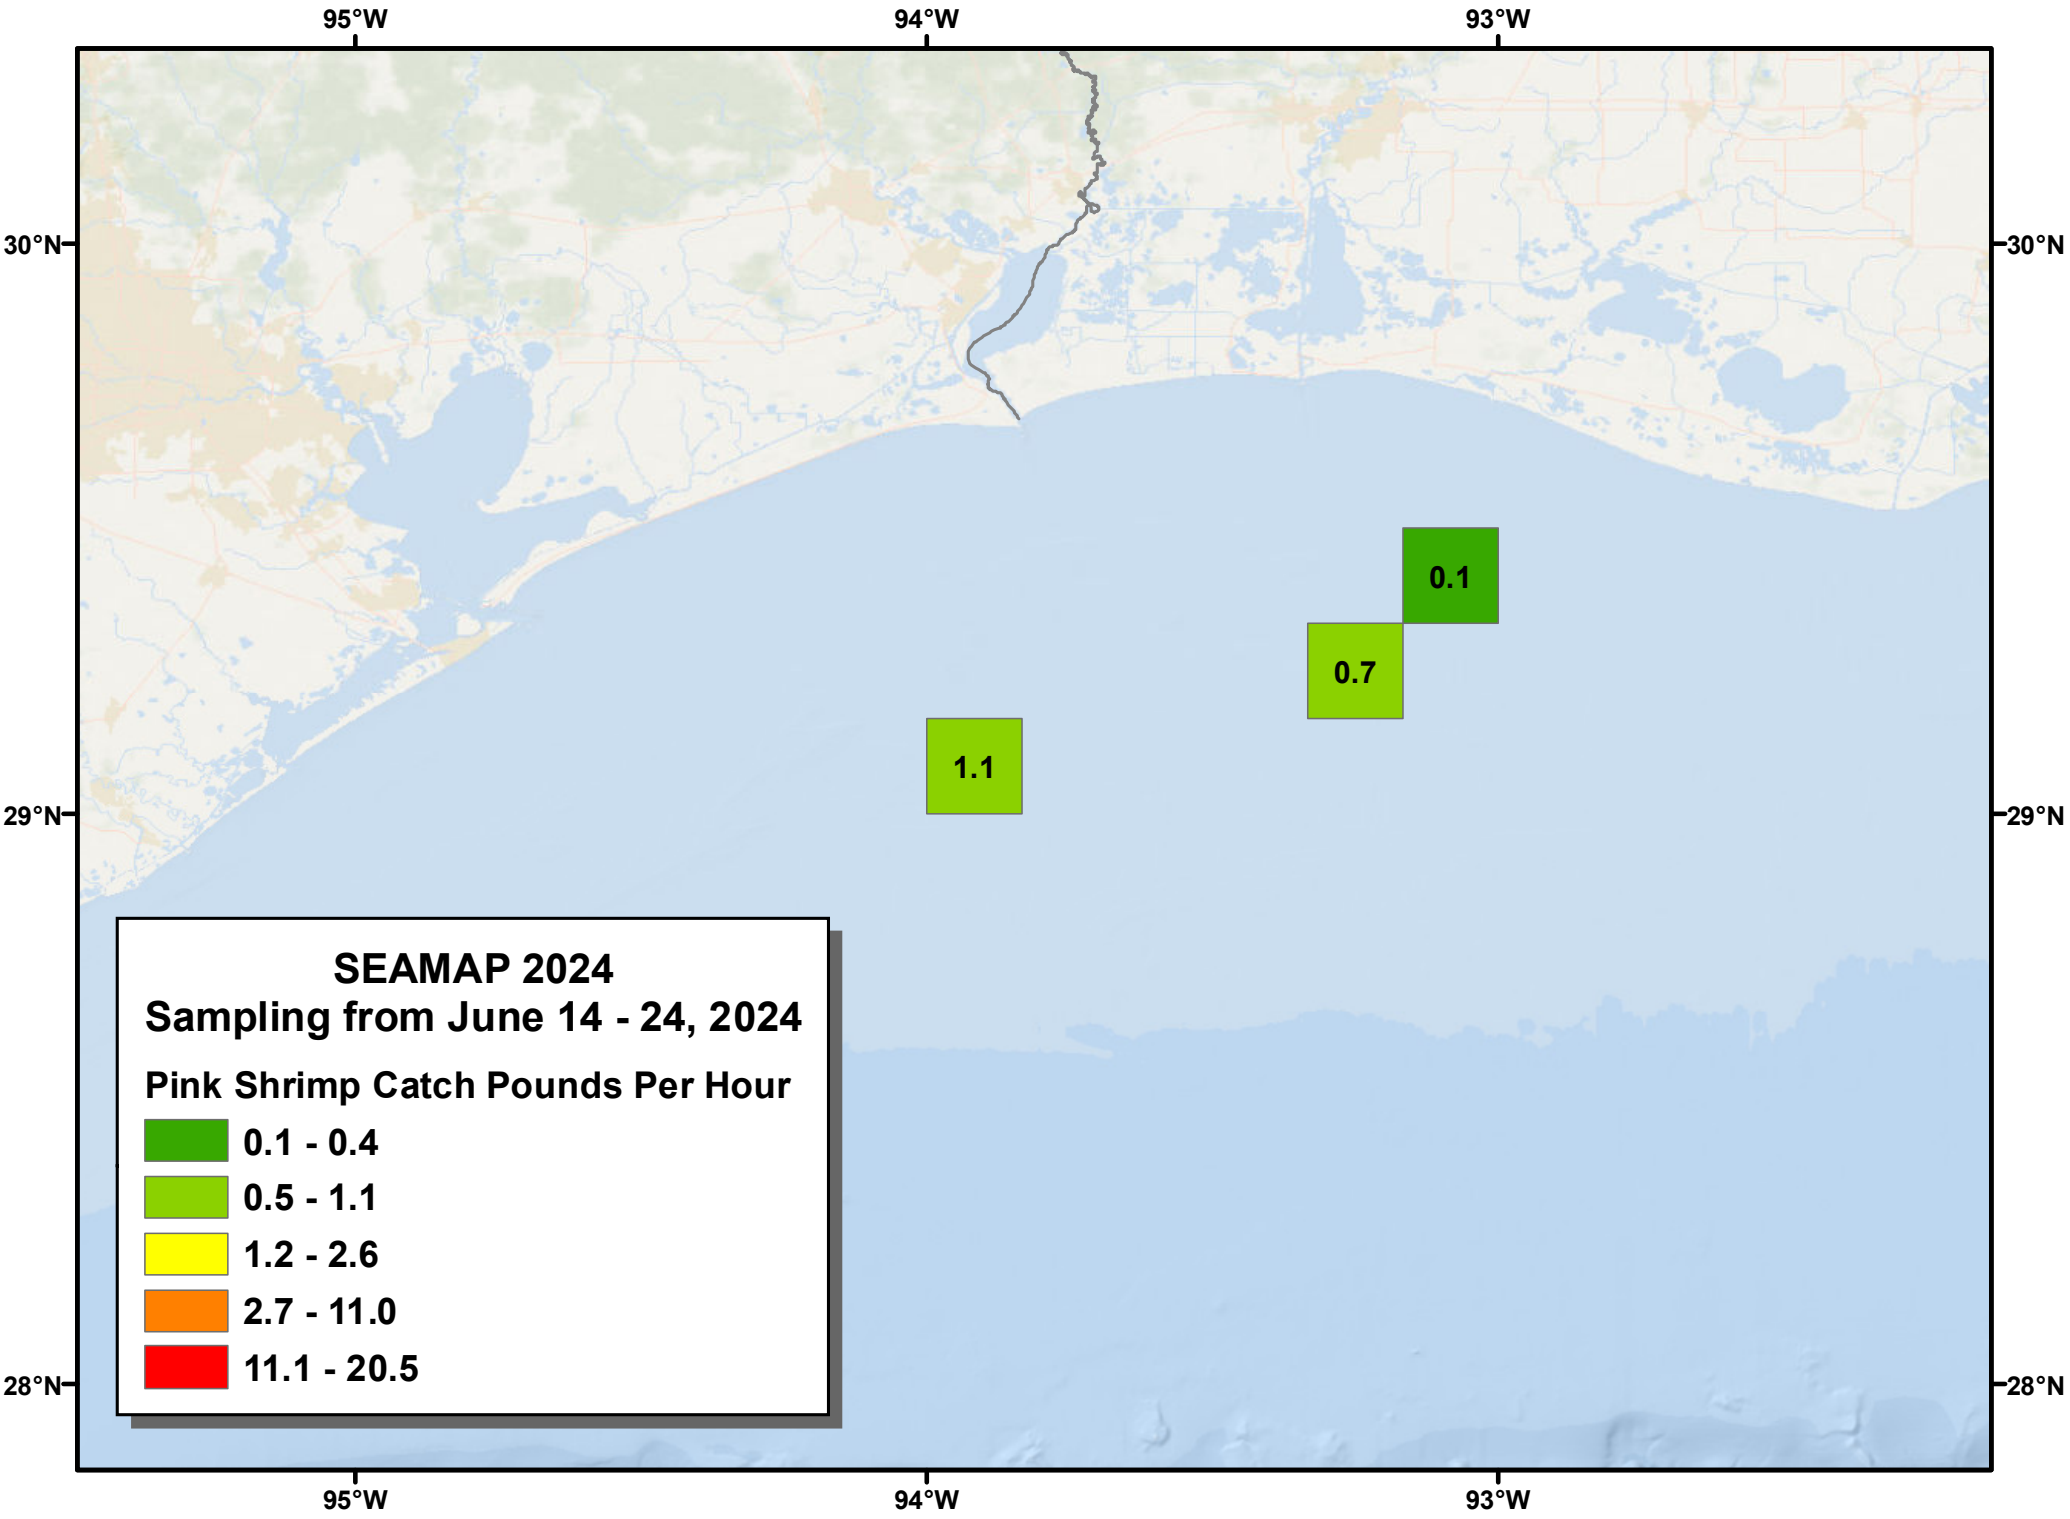 95°W 94°W 93°W
30°N 30°N
0.1
0.7
1.1
29°N 29°N
SEAMAP 2024
Sampling from June 14 - 24, 2024
Pink Shrimp Catch Pounds Per Hour
0.1 - 0.4
0.5 - 1.1
1.2 - 2.6
2.7 - 11.0
11.1 - 20.5
28°N 28°N
95°W 94°W 93°W